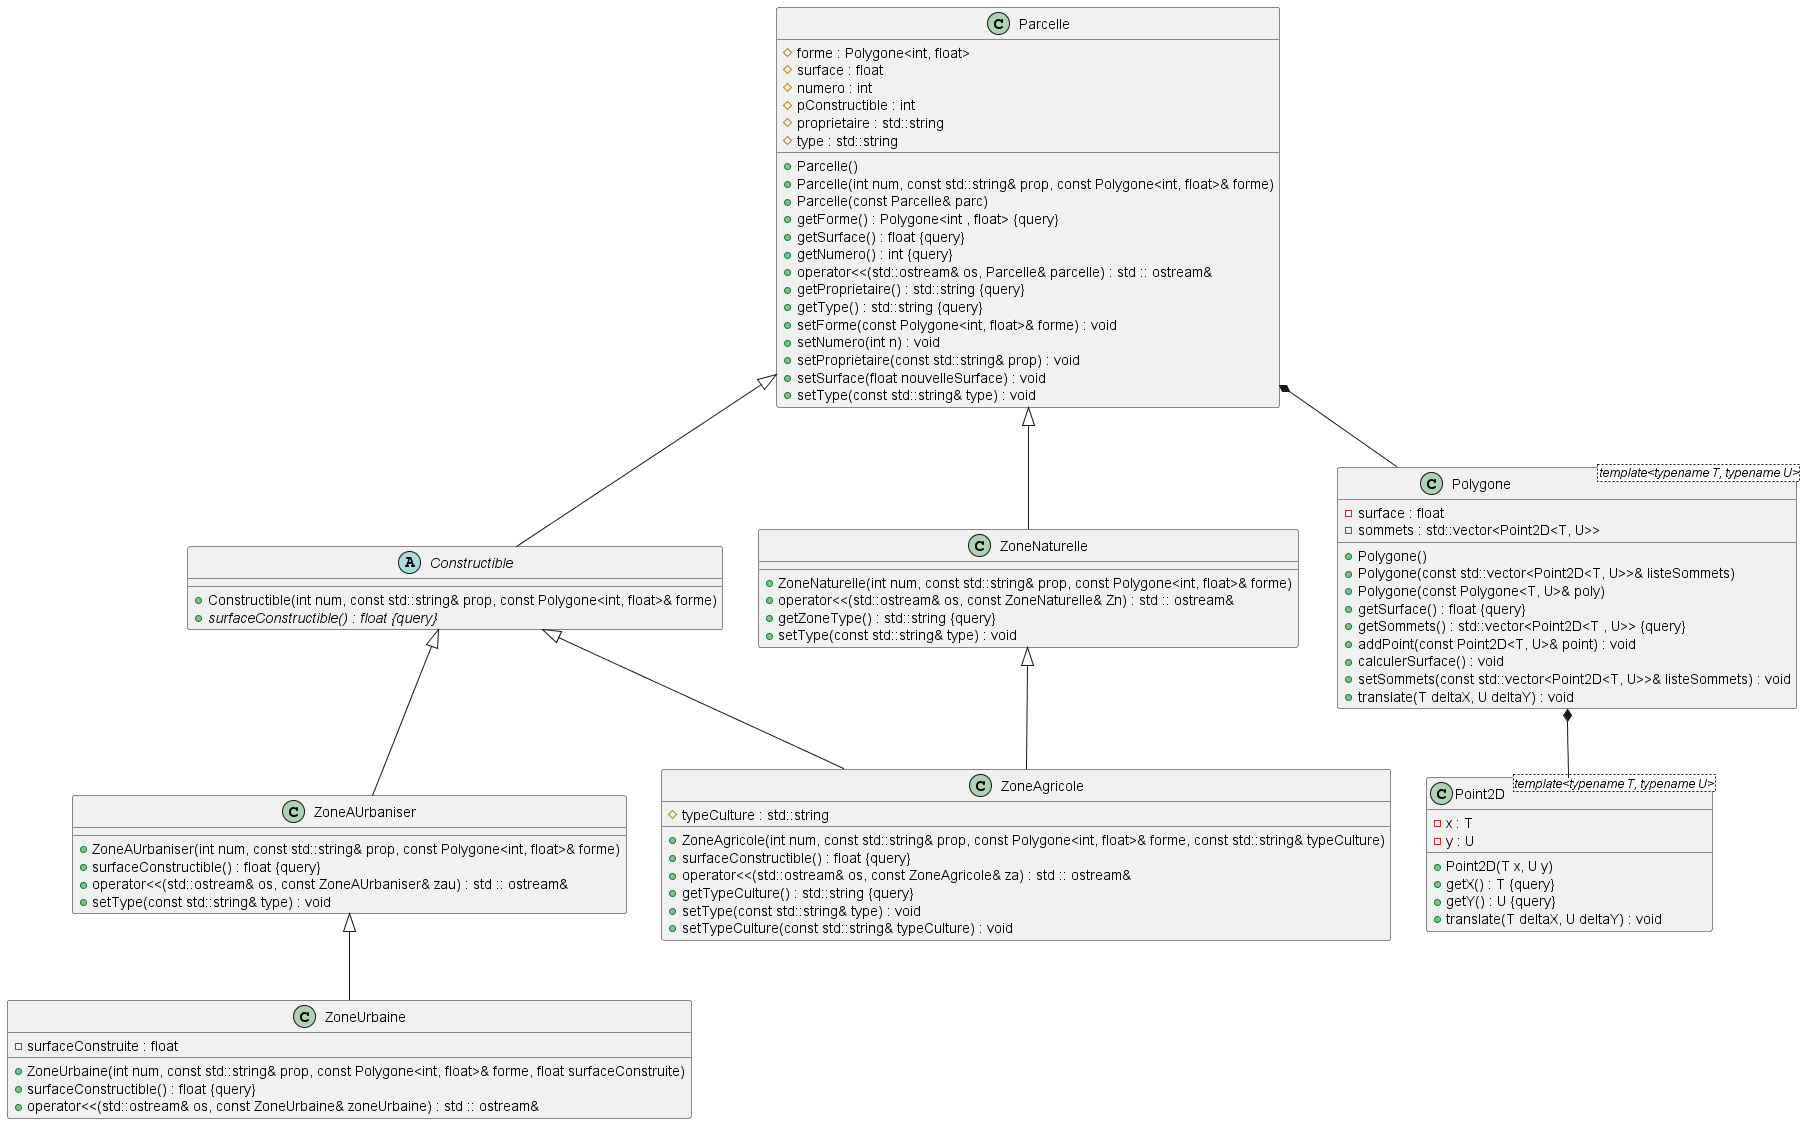 C Parcelle
forme : Polygone<int, float>
surface : float
numero : int
pConstructible : int
proprietaire : std::string
type : std::string
Parcelle()
Parcelle(int num, const std::string& prop, const Polygone<int, float>& forme)
Parcelle(const Parcelle& parc)
getForme() : Polygone<int , float> {query}
getSurface() : float {query}
getNumero() : int {query}
operator<<(std::ostream& os, Parcelle& parcelle) : std :: ostream&
getProprietaire() : std::string {query}
getType() : std::string {query}
setForme(const Polygone<int, float>& forme) : void
setNumero(int n) : void
setProprietaire(const std::string& prop) : void
setSurface(float nouvelleSurface) : void
setType(const std::string& type) : void
A Constructible
Constructible(int num, const std::string& prop, const Polygone<int, float>& forme)
surfaceConstructible() : float {query}
C ZoneNaturelle
ZoneNaturelle(int num, const std::string& prop, const Polygone<int, float>& forme)
operator<<(std::ostream& os, const ZoneNaturelle& Zn) : std :: ostream&
getZoneType() : std::string {query}
setType(const std::string& type) : void
template<typename T, typename U>
C Polygone
surface : float
sommets : std::vector<Point2D<T, U>>
Polygone()
Polygone(const std::vector<Point2D<T, U>>& listeSommets)
Polygone(const Polygone<T, U>& poly)
getSurface() : float {query}
getSommets() : std::vector<Point2D<T , U>> {query}
addPoint(const Point2D<T, U>& point) : void
calculerSurface() : void
setSommets(const std::vector<Point2D<T, U>>& listeSommets) : void
translate(T deltaX, U deltaY) : void
C ZoneAUrbaniser
ZoneAUrbaniser(int num, const std::string& prop, const Polygone<int, float>& forme)
surfaceConstructible() : float {query}
operator<<(std::ostream& os, const ZoneAUrbaniser& zau) : std :: ostream&
setType(const std::string& type) : void
C ZoneAgricole
typeCulture : std::string
ZoneAgricole(int num, const std::string& prop, const Polygone<int, float>& forme, const std::string& typeCulture)
surfaceConstructible() : float {query}
operator<<(std::ostream& os, const ZoneAgricole& za) : std :: ostream&
getTypeCulture() : std::string {query}
setType(const std::string& type) : void
setTypeCulture(const std::string& typeCulture) : void
template<typename T, typename U>
C Point2D
x : T
y : U
Point2D(T x, U y)
getX() : T {query}
getY() : U {query}
translate(T deltaX, U deltaY) : void
C ZoneUrbaine
surfaceConstruite : float
ZoneUrbaine(int num, const std::string& prop, const Polygone<int, float>& forme, float surfaceConstruite)
surfaceConstructible() : float {query}
operator<<(std::ostream& os, const ZoneUrbaine& zoneUrbaine) : std :: ostream&